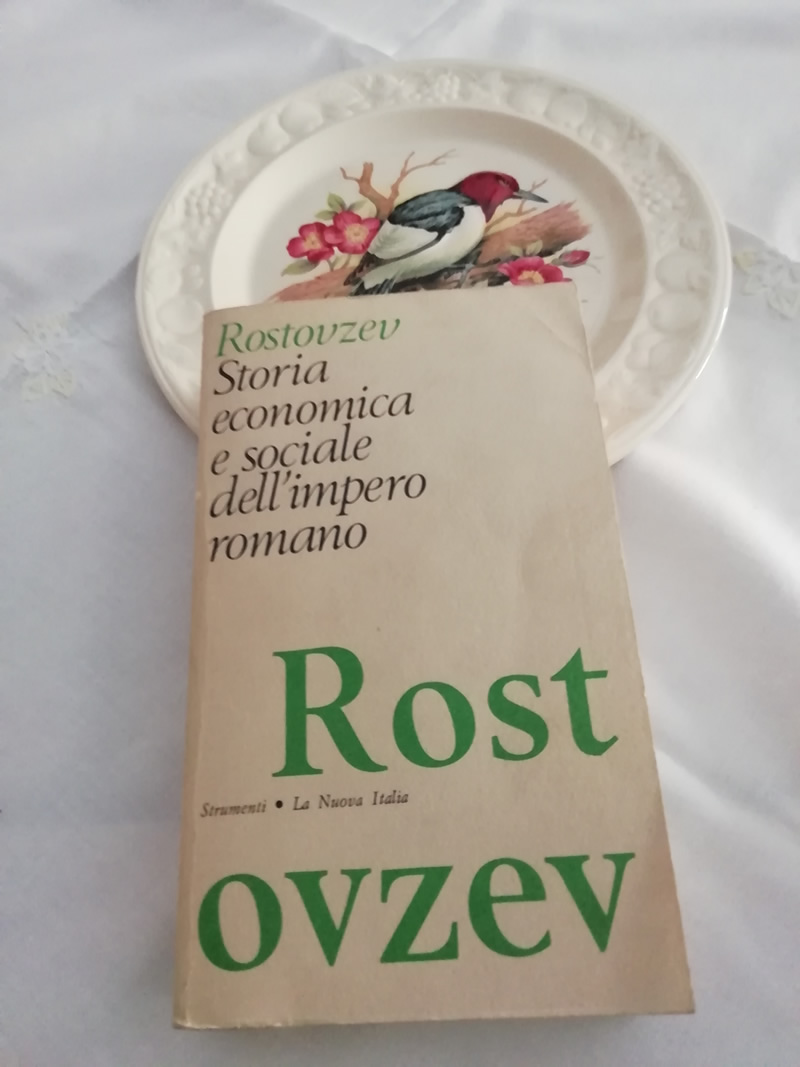 Rostovzev
Storia
economica
e sociale
dell'impero
romano
Rost
Strumenti • La Nuova Italia
ovzev